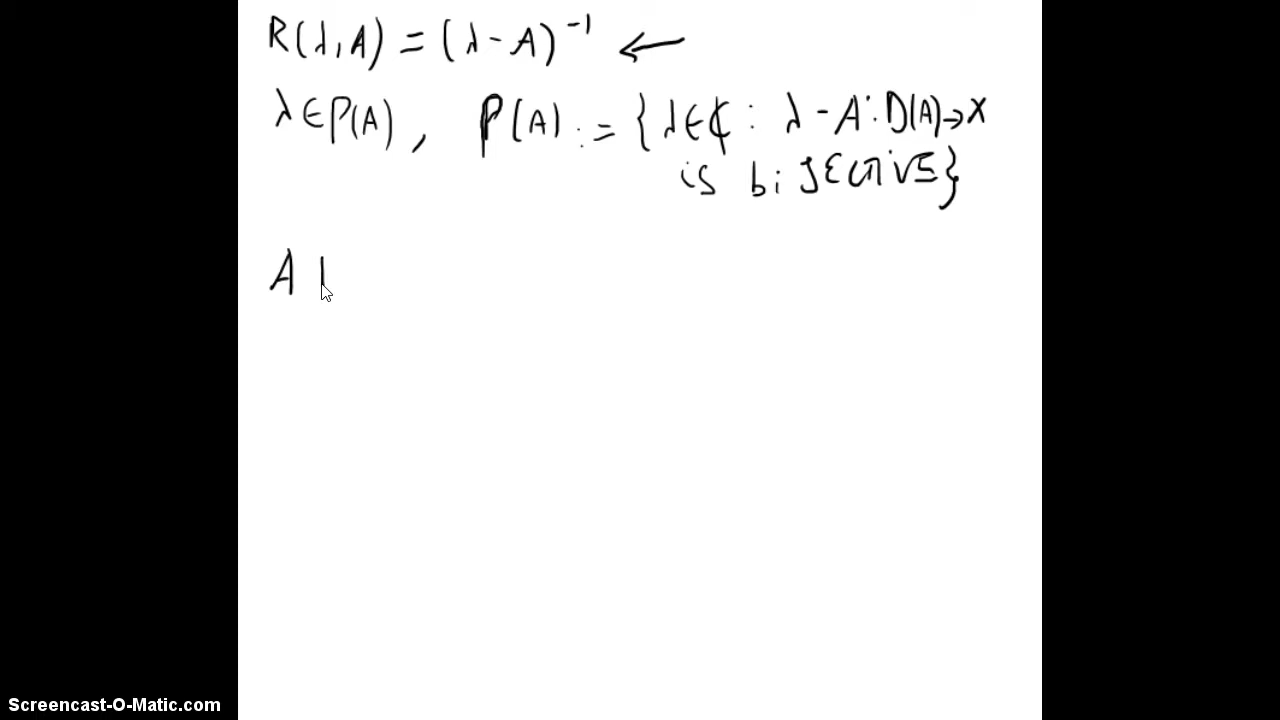 R(λ,A) = (λ - A)⁻¹ ←
λ ∈ ρ(A) , ρ(A) := { λ ∈ ℂ : λ - A : D(A) → X
is bijective}
A
Screencast-O-Matic.com